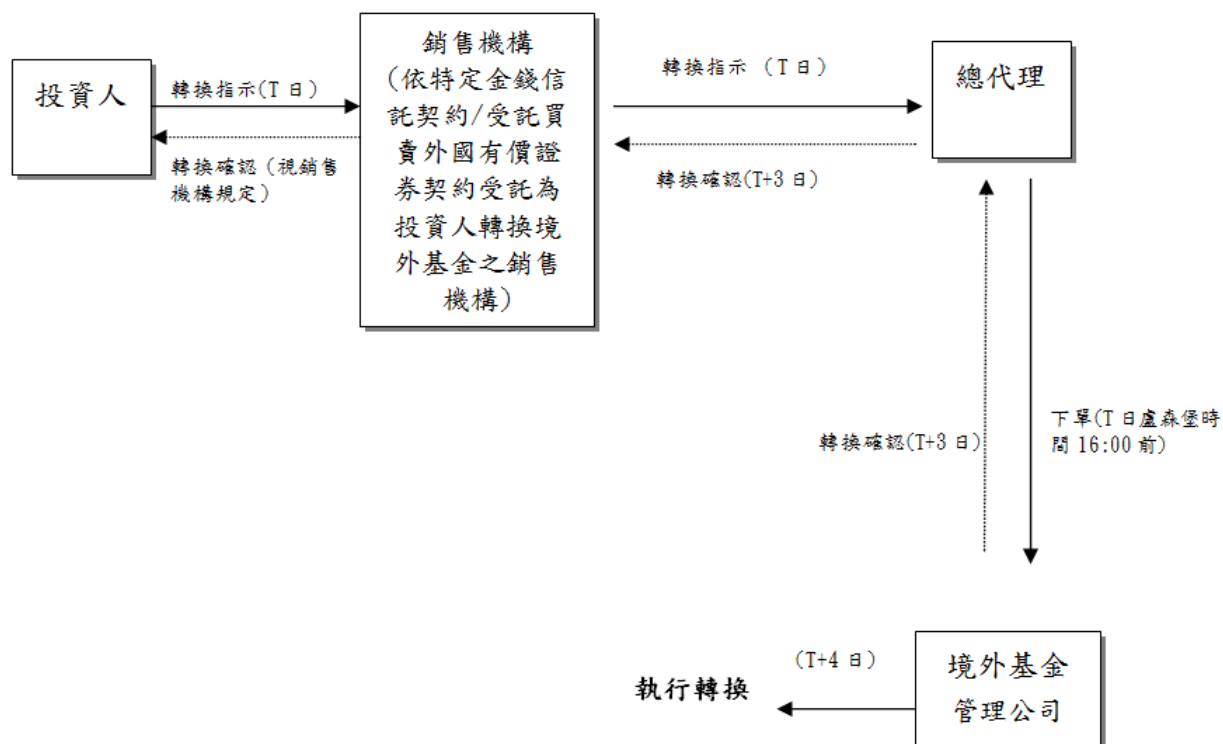 投資人
轉換指示(T 日)
轉換確認 (視銷售
機構規定)
銷售機構
(依特定金錢信
託契約/受託買
賣外國有價證
券契約受託為
投資人轉換境
外基金之銷售
機構)
轉換指示 (T 日)
轉換確認(T+3 日)
總代理
轉換確認(T+3 日)
下單(T 日盧森堡時
間 16:00 前)
(T+4 日)
執行轉換
境外基金
管理公司